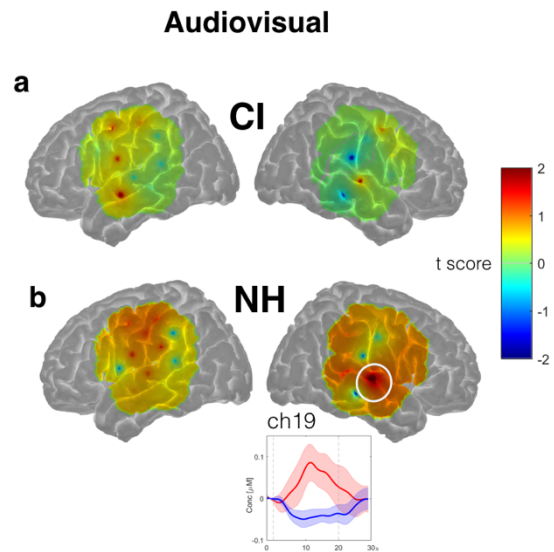 Audiovisual
a
CI
2
1
t score
0
-1
-2
b
NH
ch19
0.1
0
-0.1
Conc [μM]
0 10 20 30s